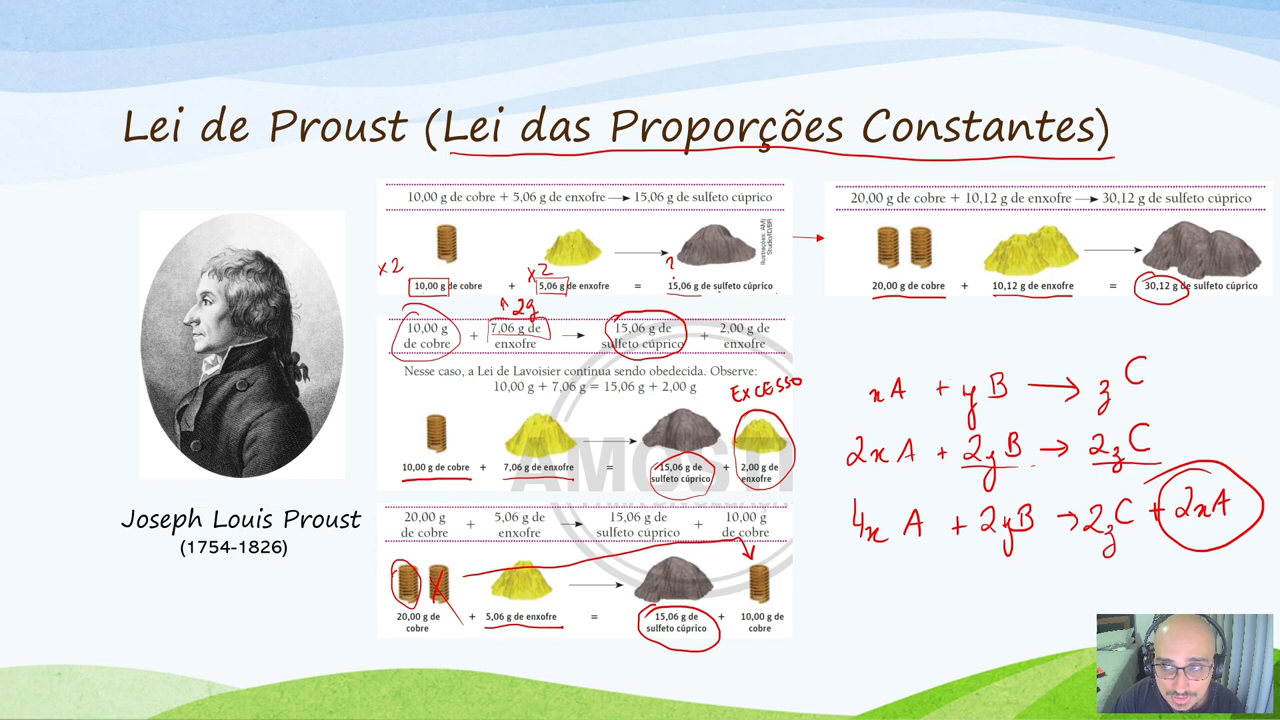 Lei de Proust (Lei das Proporções Constantes)
10,00 g de cobre + 5,06 g de enxofre → 15,06 g de sulfeto cúprico
Ilustrações: AMj
Studio/ID/BR
x2
x2
?
10,00 g de cobre + 5,06 g de enxofre = 15,06 g de sulfeto cúprico
2g
10,00 g de cobre + 7,06 g de enxofre → 15,06 g de sulfeto cúprico + 2,00 g de enxofre
Nesse caso, a Lei de Lavoisier continua sendo obedecida. Observe:
10,00 g + 7,06 g = 15,06 g + 2,00 g
EXCESSO
10,00 g de cobre + 7,06 g de enxofre = 15,06 g de sulfeto cúprico + 2,00 g de enxofre
20,00 g de cobre + 5,06 g de enxofre → 15,06 g de sulfeto cúprico + 10,00 g de cobre
20,00 g de cobre + 5,06 g de enxofre = 15,06 g de sulfeto cúprico + 10,00 g de cobre
20,00 g de cobre + 10,12 g de enxofre → 30,12 g de sulfeto cúprico
20,00 g de cobre + 10,12 g de enxofre = 30,12 g de sulfeto cúprico
xA + yB → zC
2xA + 2yB → 2zC
4xA + 2yB → 2zC + 2xA
Joseph Louis Proust
(1754-1826)